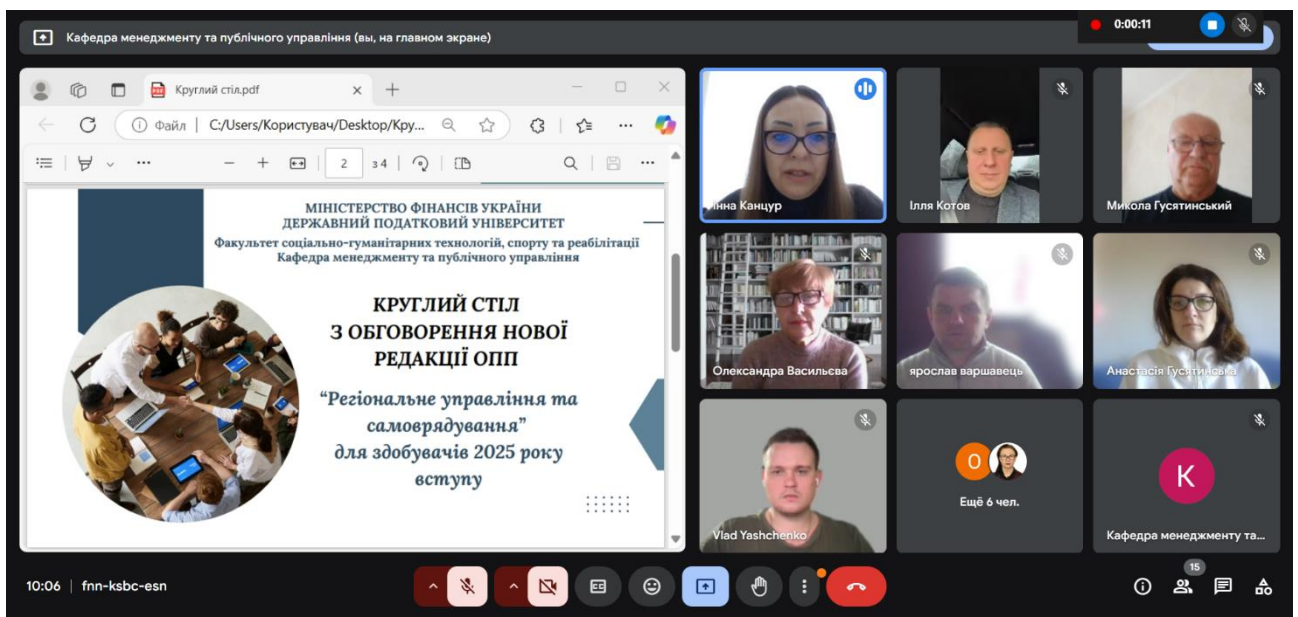 Кафедра менеджменту та публічного управління (вы, на главном экране)
0:00:11
Круглий стіл.pdf
Файл
C:/Users/Користувач/Desktop/Кру...
2
з 4
МІНІСТЕРСТВО ФІНАНСІВ УКРАЇНИ
ДЕРЖАВНИЙ ПОДАТКОВИЙ УНІВЕРСИТЕТ
Факультет соціально-гуманітарних технологій, спорту та реабілітації
Кафедра менеджменту та публічного управління
КРУГЛИЙ СТІЛ
З ОБГОВОРЕННЯ НОВОЇ
РЕДАКЦІЇ ОПП
“Регіональне управління та
самоврядування”
для здобувачів 2025 року
вступу
Інна Канцур
Ілля Котов
Микола Гусятинський
Олександра Васильєва
ярослав варшавець
Анастасія Гусятинська
Vlad Yashchenko
О
Ещё 6 чел.
К
Кафедра менеджменту та...
10:06 | fnn-ksbc-esn
15